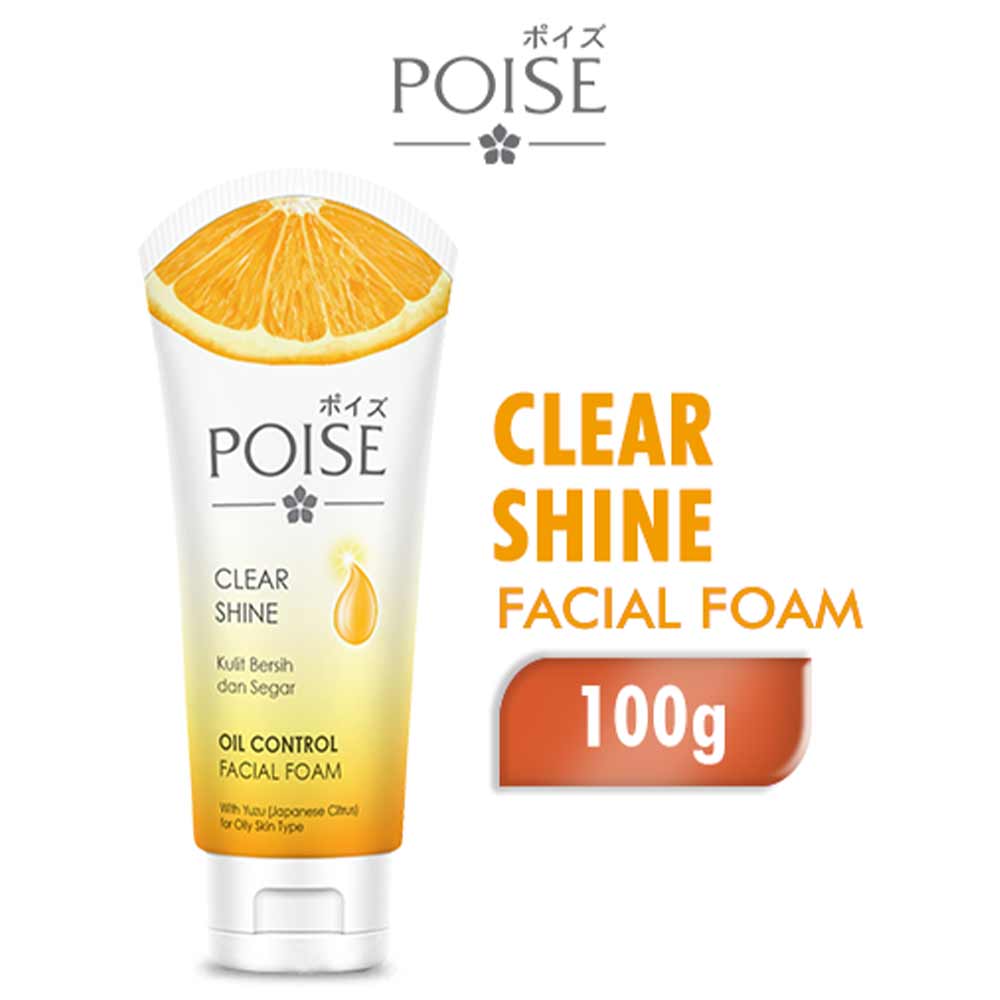 ポイズ
POISE
ポイズ
POISE
CLEAR
SHINE
Kulit Bersih
dan Segar
OIL CONTROL
FACIAL FOAM
With Yuzu (Japanese Citrus)
for Oily Skin Type
CLEAR
SHINE
FACIAL FOAM
100g